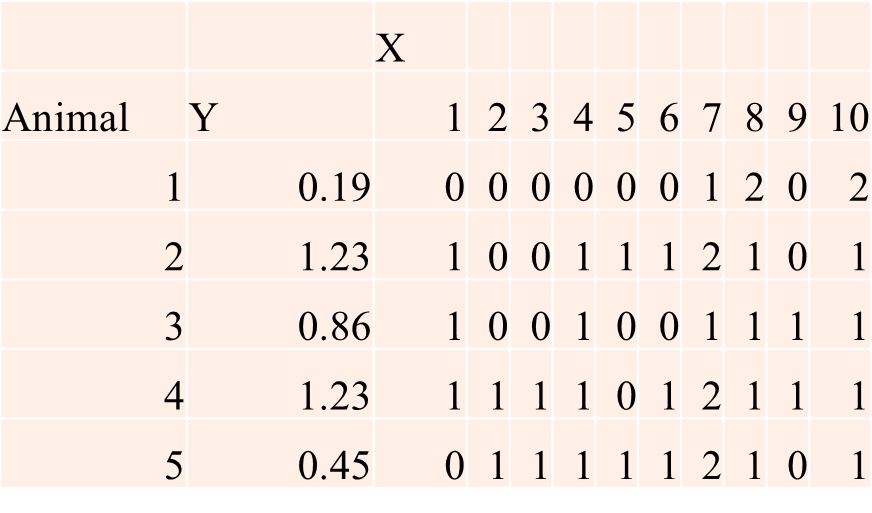 X
Animal Y 1 2 3 4 5 6 7 8 9 10
1 0.19 0 0 0 0 0 0 1 2 0 2
2 1.23 1 0 0 1 1 1 2 1 0 1
3 0.86 1 0 0 1 0 0 1 1 1 1
4 1.23 1 1 1 1 0 1 2 1 1 1
5 0.45 0 1 1 1 1 1 2 1 0 1